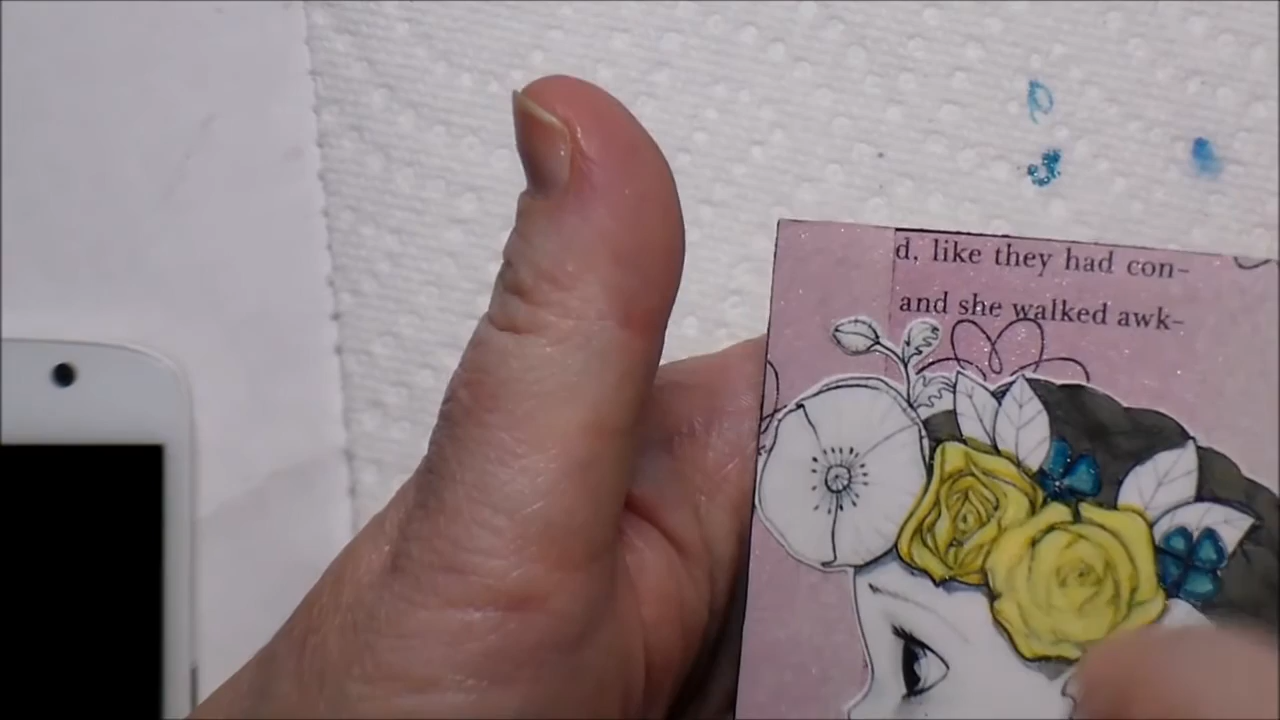 d, like they had con-
and she walked awk-